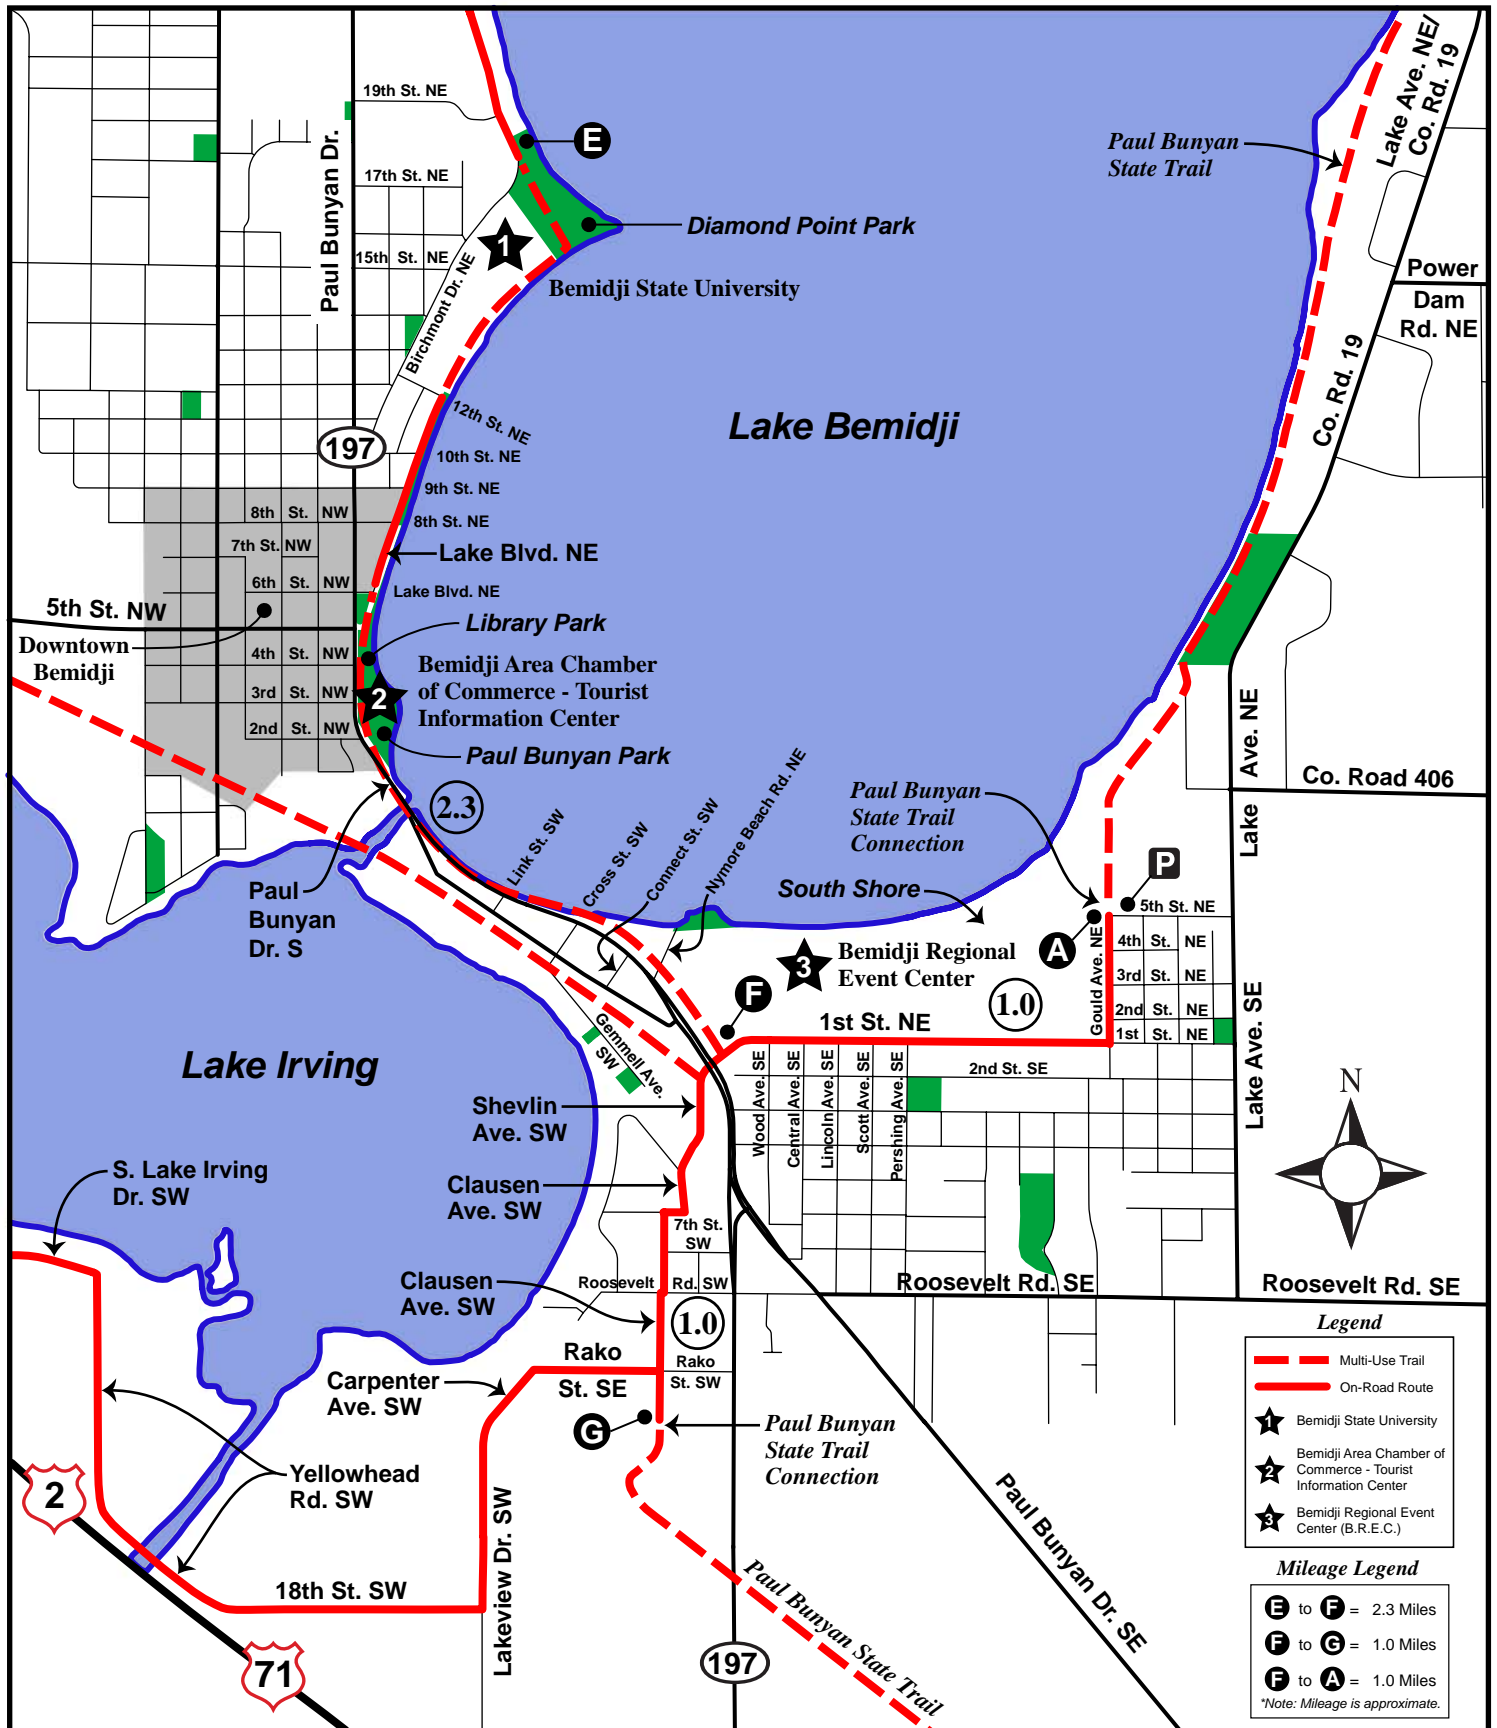 19th St. NE
E
Lake Ave. NE/
Co. Rd. 19
Paul Bunyan
State Trail
Paul Bunyan Dr.
17th St. NE
Diamond Point Park
1
15th St. NE
Birchmont Dr. NE
Bemidji State University
Power
Dam
Rd. NE
Co. Rd. 19
12th St. NE
Lake Bemidji
197
10th St. NE
9th St. NE
8th St. NW
8th St. NE
7th St. NW
Lake Blvd. NE
6th St. NW
Lake Blvd. NE
5th St. NW
Library Park
Downtown
Bemidji
4th St. NW
Bemidji Area Chamber
of Commerce - Tourist
Information Center
3rd St. NW
2
2nd St. NW
Paul Bunyan Park
Lake Ave. NE
Co. Road 406
2.3
Paul Bunyan
State Trail
Connection
Link St. SW
Cross St. SW
Connect St. SW
Nymore Beach Rd. NE
P
Paul
Bunyan
Dr. S
South Shore
5th St. NE
A
Gould Ave. NE
4th St. NE
3rd St. NE
2nd St. NE
1st St. NE
3
Bemidji Regional
Event Center
F
1.0
1st St. NE
Lake Ave. SE
Gemmell Ave.
SW
Lake Irving
2nd St. SE
Wood Ave. SE
Central Ave. SE
Lincoln Ave. SE
Scott Ave. SE
Pershing Ave. SE
N
Shevlin
Ave. SW
S. Lake Irving
Dr. SW
Clausen
Ave. SW
7th St.
SW
Clausen
Ave. SW
Roosevelt Rd. SW
Roosevelt Rd. SE
Roosevelt Rd. SE
1.0
Rako
St. SE
Rako
St. SW
Carpenter
Ave. SW
G
Paul Bunyan
State Trail
Connection
Yellowhead
Rd. SW
2
Lakeview Dr. SW
18th St. SW
71
197
Paul Bunyan State Trail
Paul Bunyan Dr. SE
Legend
Multi-Use Trail
On-Road Route
1 Bemidji State University
2 Bemidji Area Chamber of
Commerce - Tourist
Information Center
3 Bemidji Regional Event
Center (B.R.E.C.)
Mileage Legend
E to F = 2.3 Miles
F to G = 1.0 Miles
F to A = 1.0 Miles
*Note: Mileage is approximate.